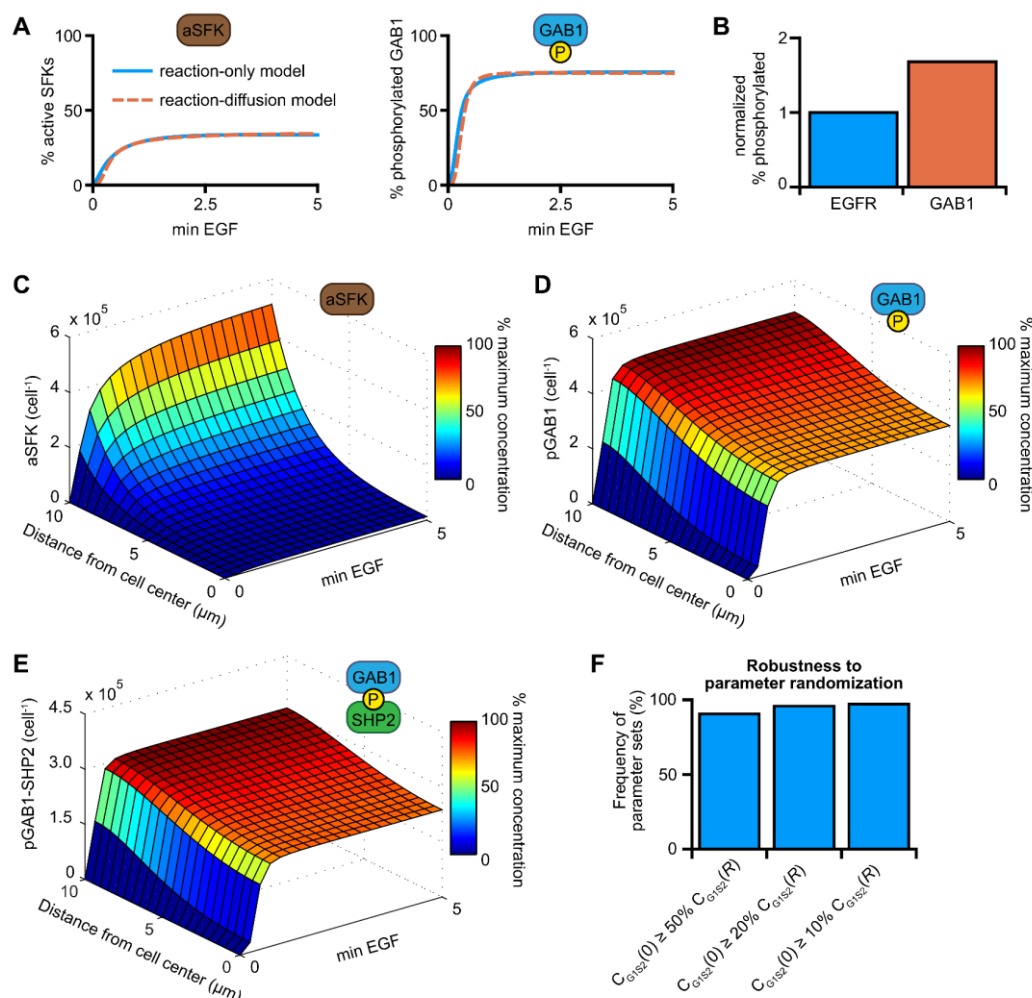 A
aSFK
100
50
0
% active SFKs
reaction-only model
reaction-diffusion model
0
2.5
5
min EGF
GAB1
P
100
50
0
% phosphorylated GAB1
0
2.5
5
min EGF
B
2
1
0
normalized
% phosphorylated
EGFR
GAB1
C
aSFK
x 10⁵
6
4
2
0
aSFK (cell⁻¹)
10
5
0
Distance from cell center (µm)
0
5
min EGF
100
50
0
% maximum concentration
D
GAB1
P
x 10⁵
6
4
2
0
pGAB1 (cell⁻¹)
10
5
0
Distance from cell center (µm)
0
5
min EGF
100
50
0
% maximum concentration
E
GAB1
P
SHP2
x 10⁵
4.5
3.0
1.5
0
pGAB1-SHP2 (cell⁻¹)
10
5
0
Distance from cell center (µm)
0
5
min EGF
100
50
0
% maximum concentration
F
Robustness to
parameter randomization
100
50
0
Frequency of
parameter sets (%)
C_G1S2(0) ≥ 50% C_G1S2(R)
C_G1S2(0) ≥ 20% C_G1S2(R)
C_G1S2(0) ≥ 10% C_G1S2(R)